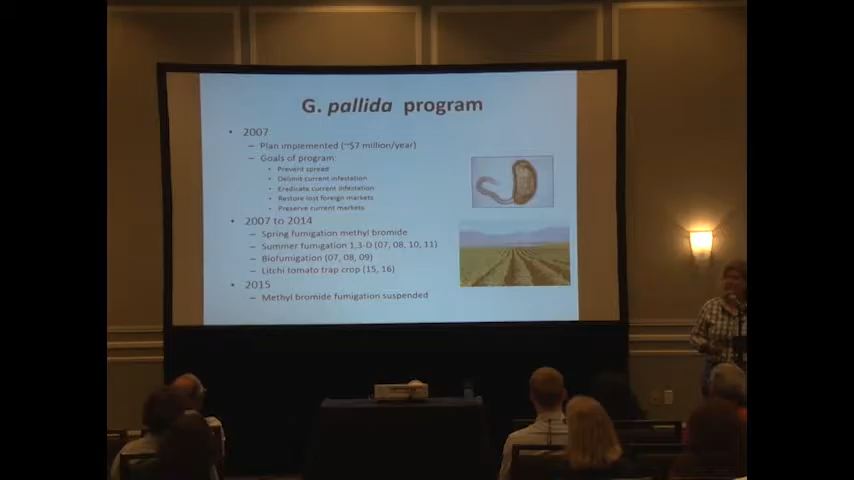 G. pallida program
• 2007
– Plan implemented (~$7 million/year)
– Goals of program:
• Prevent spread
• Delimit current infestation
• Eradicate current infestation
• Restore lost foreign markets
• Preserve current markets
• 2007 to 2014
– Spring fumigation methyl bromide
– Summer fumigation 1,3-D (07, 08, 10, 11)
– Biofumigation (07, 08, 09)
– Litchi tomato trap crop (15, 16)
• 2015
– Methyl bromide fumigation suspended